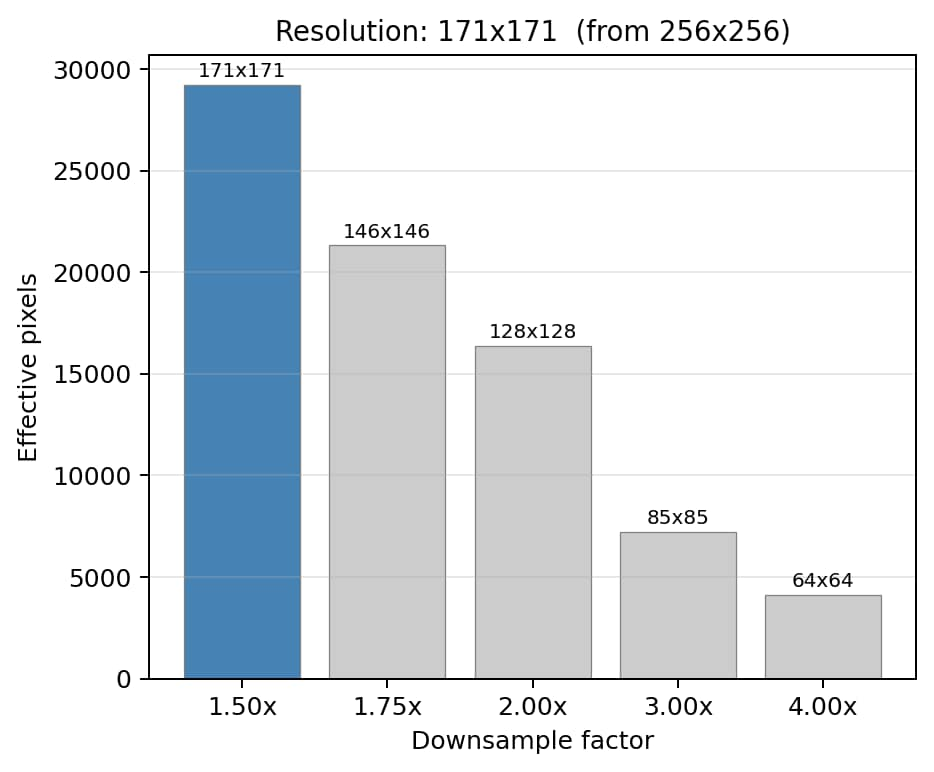 Resolution: 171x171  (from 256x256)
Effective pixels
30000
25000
20000
15000
10000
5000
0
171x171
146x146
128x128
85x85
64x64
1.50x
1.75x
2.00x
3.00x
4.00x
Downsample factor